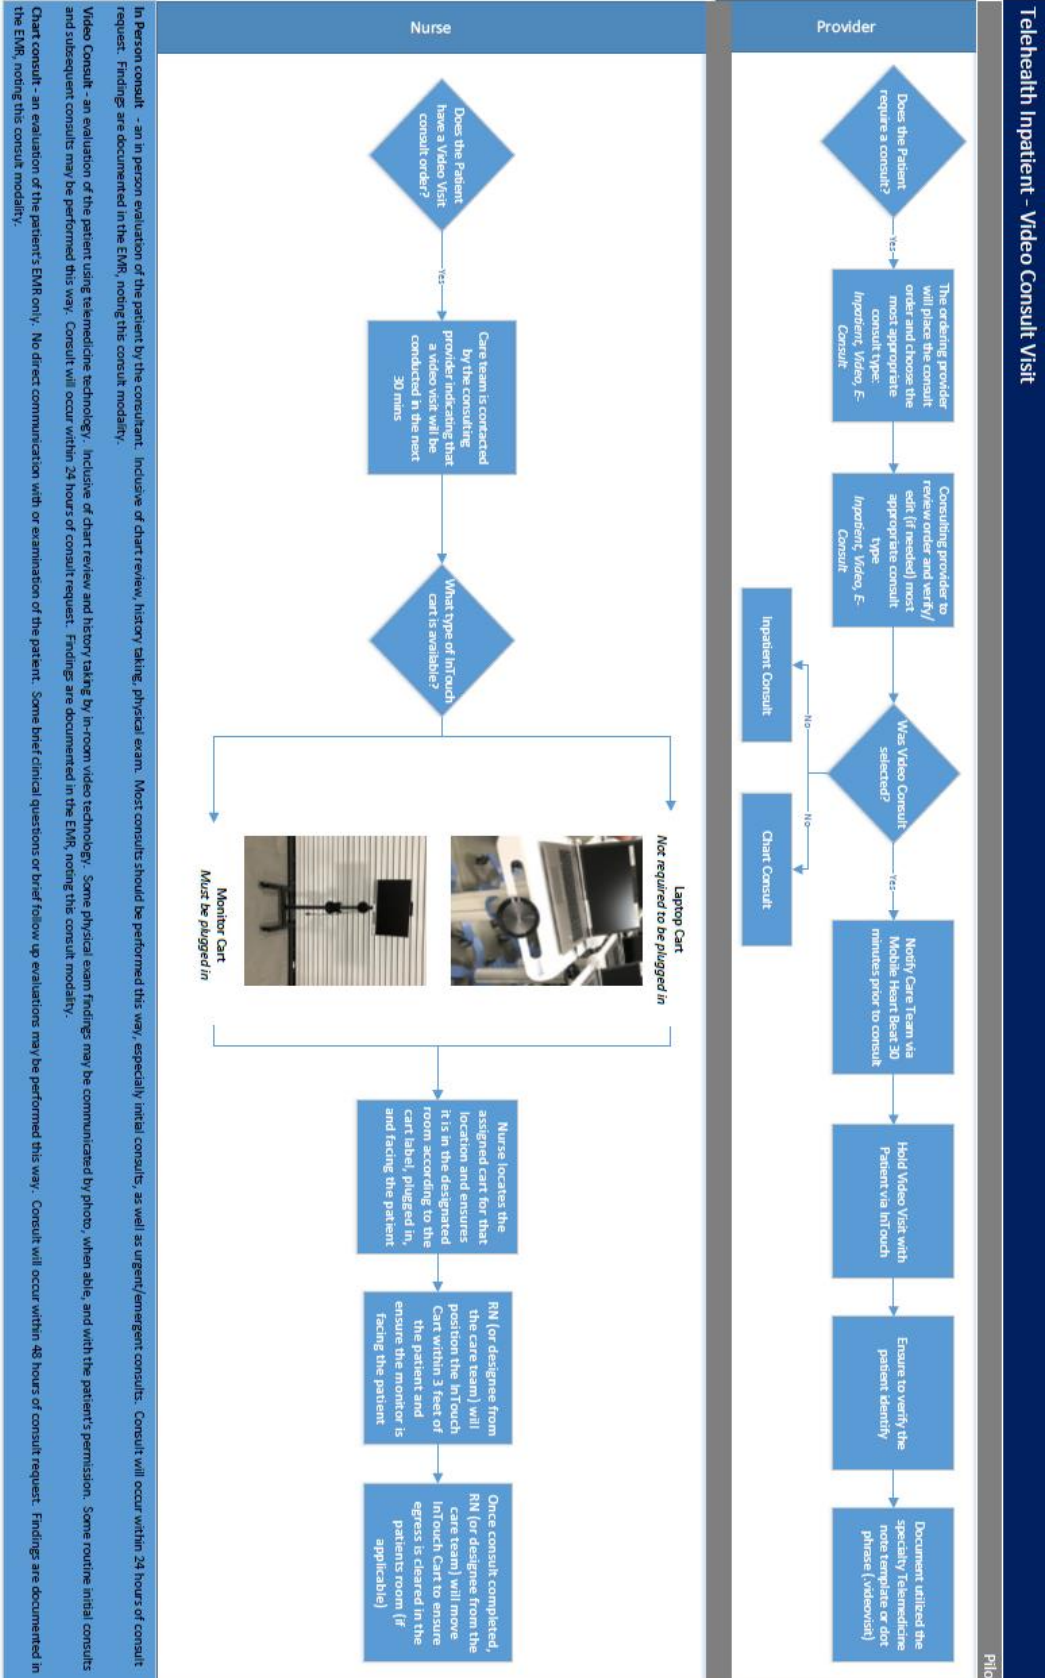 Telehealth Inpatient - Video Consult Visit
Pilo
Provider
Does the Patient
require a consult?
Yes
The ordering provider
will place the consult
order and choose the
most appropriate
consult type:
Inpatient, Video, E-
Consult
Consulting provider to
review order and verify/
edit (if needed) most
appropriate consult
type
Inpatient, Video, E-
Consult
Was Video Consult
selected?
No
No
Inpatient Consult
Chart Consult
Yes
Notify Care Team via
Mobile Heart Beat 30
minutes prior to consult
Hold Video Visit with
Patient via InTouch
Ensure to verify the
patient identify
Document utilized the
specialty Telemedicine
note template or dot
phrase (.videovisit)
Nurse
Does the Patient
have a Video Visit
consult order?
Yes
Care team is contacted
by the consulting
provider indicating that
a video visit will be
conducted in the next
30 mins
What type of InTouch
cart is available?
Laptop Cart
Not required to be plugged in
Monitor Cart
Must be plugged in
Nurse locates the
assigned cart for that
location and ensures
it is in the designated
room according to the
cart label, plugged in,
and facing the patient
RN (or designee from
the care team) will
position the InTouch
Cart within 3 feet of
the patient and
ensure the monitor is
facing the patient
Once consult completed,
RN (or designee from the
care team) will move
InTouch Cart to ensure
egress is cleared in the
patients room (if
applicable)
In Person consult - an in person evaluation of the patient by the consultant. Inclusive of chart review, history taking, physical exam. Most consults should be performed this way, especially initial consults, as well as urgent/emergent consults. Consult will occur within 24 hours of consult
request. Findings are documented in the EMR, noting this consult modality.
Video Consult - an evaluation of the patient using telemedicine technology. Inclusive of chart review and history taking by in-room video technology. Some physical exam findings may be communicated by photo, when able, and with the patient's permission. Some routine initial consults
and subsequent consults may be performed this way. Consult will occur within 24 hours of consult request. Findings are documented in the EMR, noting this consult modality.
Chart consult - an evaluation of the patient's EMR only. No direct communication with or examination of the patient. Some brief clinical questions or brief follow up evaluations may be performed this way. Consult will occur within 48 hours of consult request. Findings are documented in
the EMR, noting this consult modality.